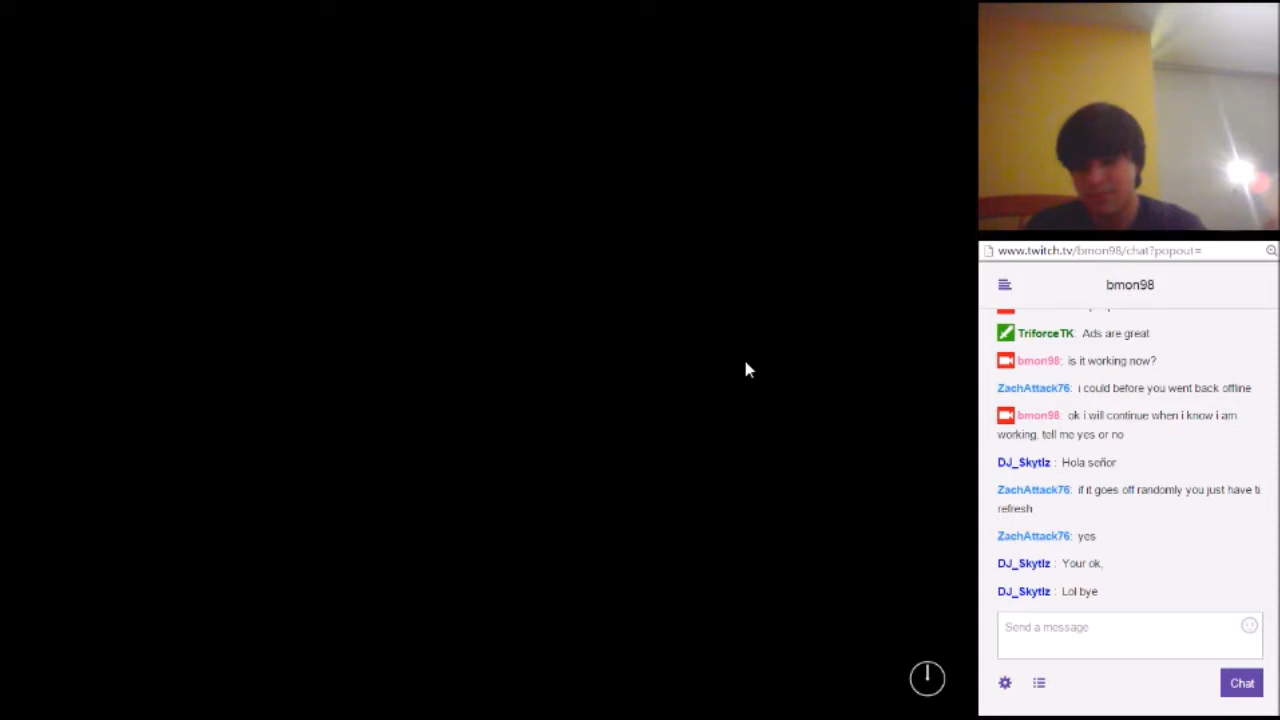 www.twitch.tv/bmon98/chat?popout=
bmon98
TriforceTK: Ads are great
bmon98: is it working now?
ZachAttack76: i could before you went back offline
bmon98: ok i will continue when i know i am
working. tell me yes or no
DJ_Skytlz : Hola señor
ZachAttack76: if it goes off randomly you just have ti
refresh
ZachAttack76: yes
DJ_Skytlz : Your ok,
DJ_Skytlz : Lol bye
Send a message
Chat